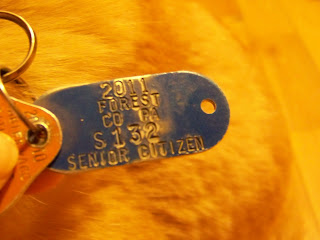 2011
FOREST
CO PA
S132
SENIOR CITIZEN